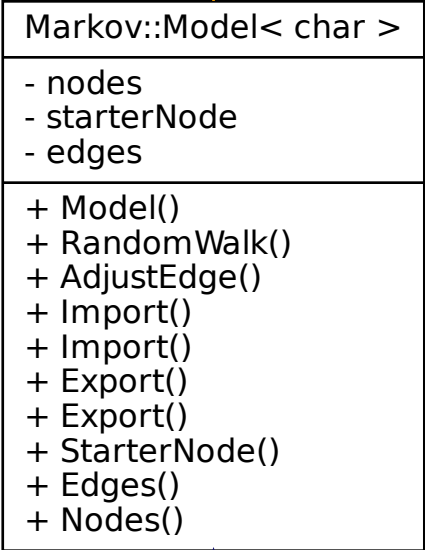 Markov::Model< char >
- nodes
- starterNode
- edges
+ Model()
+ RandomWalk()
+ AdjustEdge()
+ Import()
+ Import()
+ Export()
+ Export()
+ StarterNode()
+ Edges()
+ Nodes()